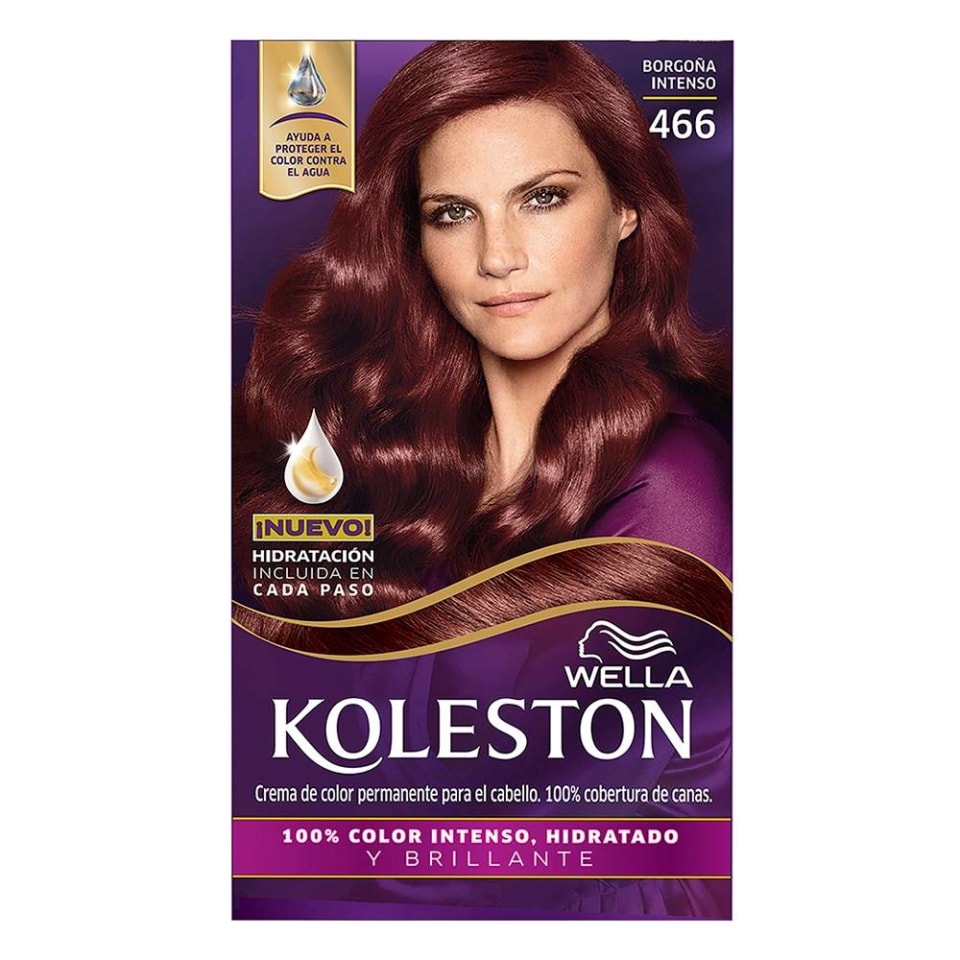 AYUDA A
PROTEGER EL
COLOR CONTRA
EL AGUA
BORGOÑA
INTENSO
466
¡NUEVO!
HIDRATACIÓN
INCLUIDA EN
CADA PASO
WELLA
KOLESTON
Crema de color permanente para el cabello. 100% cobertura de canas.
100% COLOR INTENSO, HIDRATADO
Y BRILLANTE